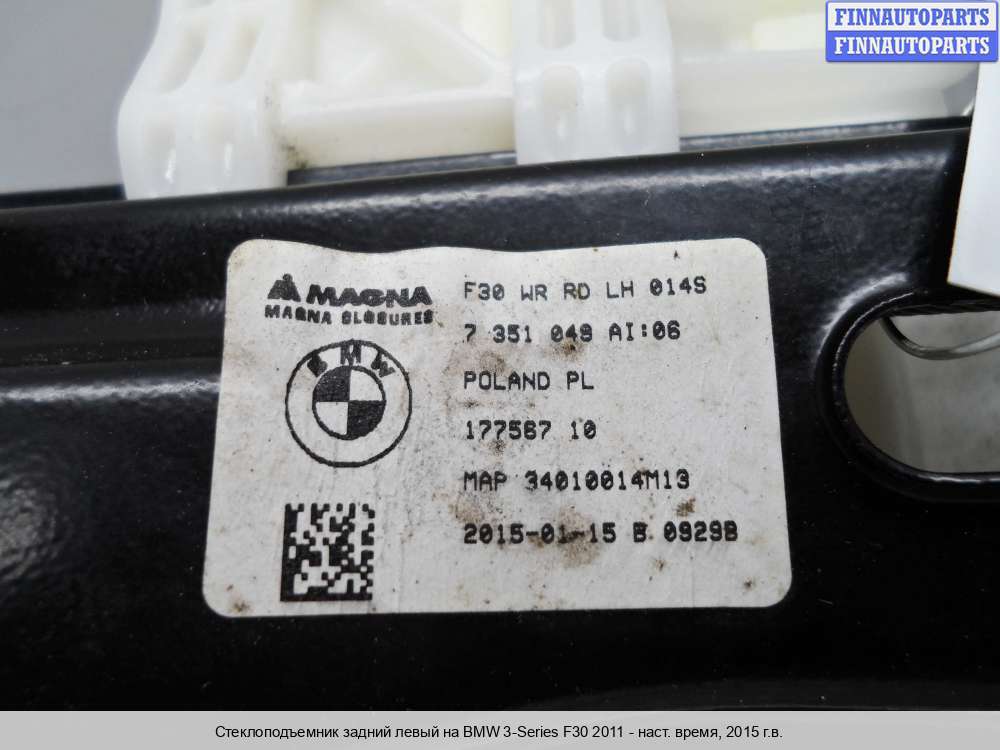 FINNAUTOPARTS
FINNAUTOPARTS
MAGNA
MAGNA CLOSURES
BMW
F30 WR RD LH 014S
7 351 049 AI:06
POLAND PL
177567 10
MAP 34010014M13
2015-01-15 B 0929B
Стеклоподъемник задний левый на BMW 3-Series F30 2011 - наст. время, 2015 г.в.